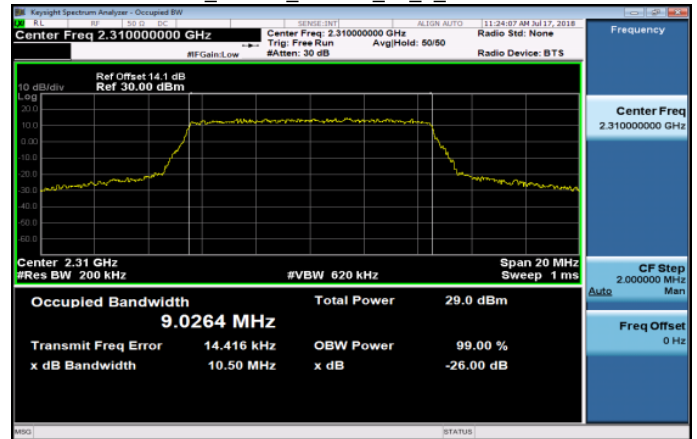 Keysight Spectrum Analyzer - Occupied BW
RL RF 50 Ω DC SENSE:INT ALIGN AUTO 11:24:07 AM Jul 17, 2018
Center Freq 2.310000000 GHz
Center Freq: 2.310000000 GHz Radio Std: None
Trig: Free Run Avg|Hold: 50/50
#IFGain:Low #Atten: 30 dB Radio Device: BTS
Frequency
Ref Offset 14.1 dB
10 dB/div Ref 30.00 dBm
Log
20.0
10.0
0.00
-10.0
-20.0
-30.0
-40.0
-50.0
-60.0
Center Freq
2.310000000 GHz
Center 2.31 GHz Span 20 MHz
#Res BW 200 kHz #VBW 620 kHz Sweep 1 ms
CF Step
2.000000 MHz
Auto Man
Occupied Bandwidth Total Power 29.0 dBm
9.0264 MHz
Transmit Freq Error 14.416 kHz OBW Power 99.00 %
x dB Bandwidth 10.50 MHz x dB -26.00 dB
Freq Offset
0 Hz
MSG STATUS